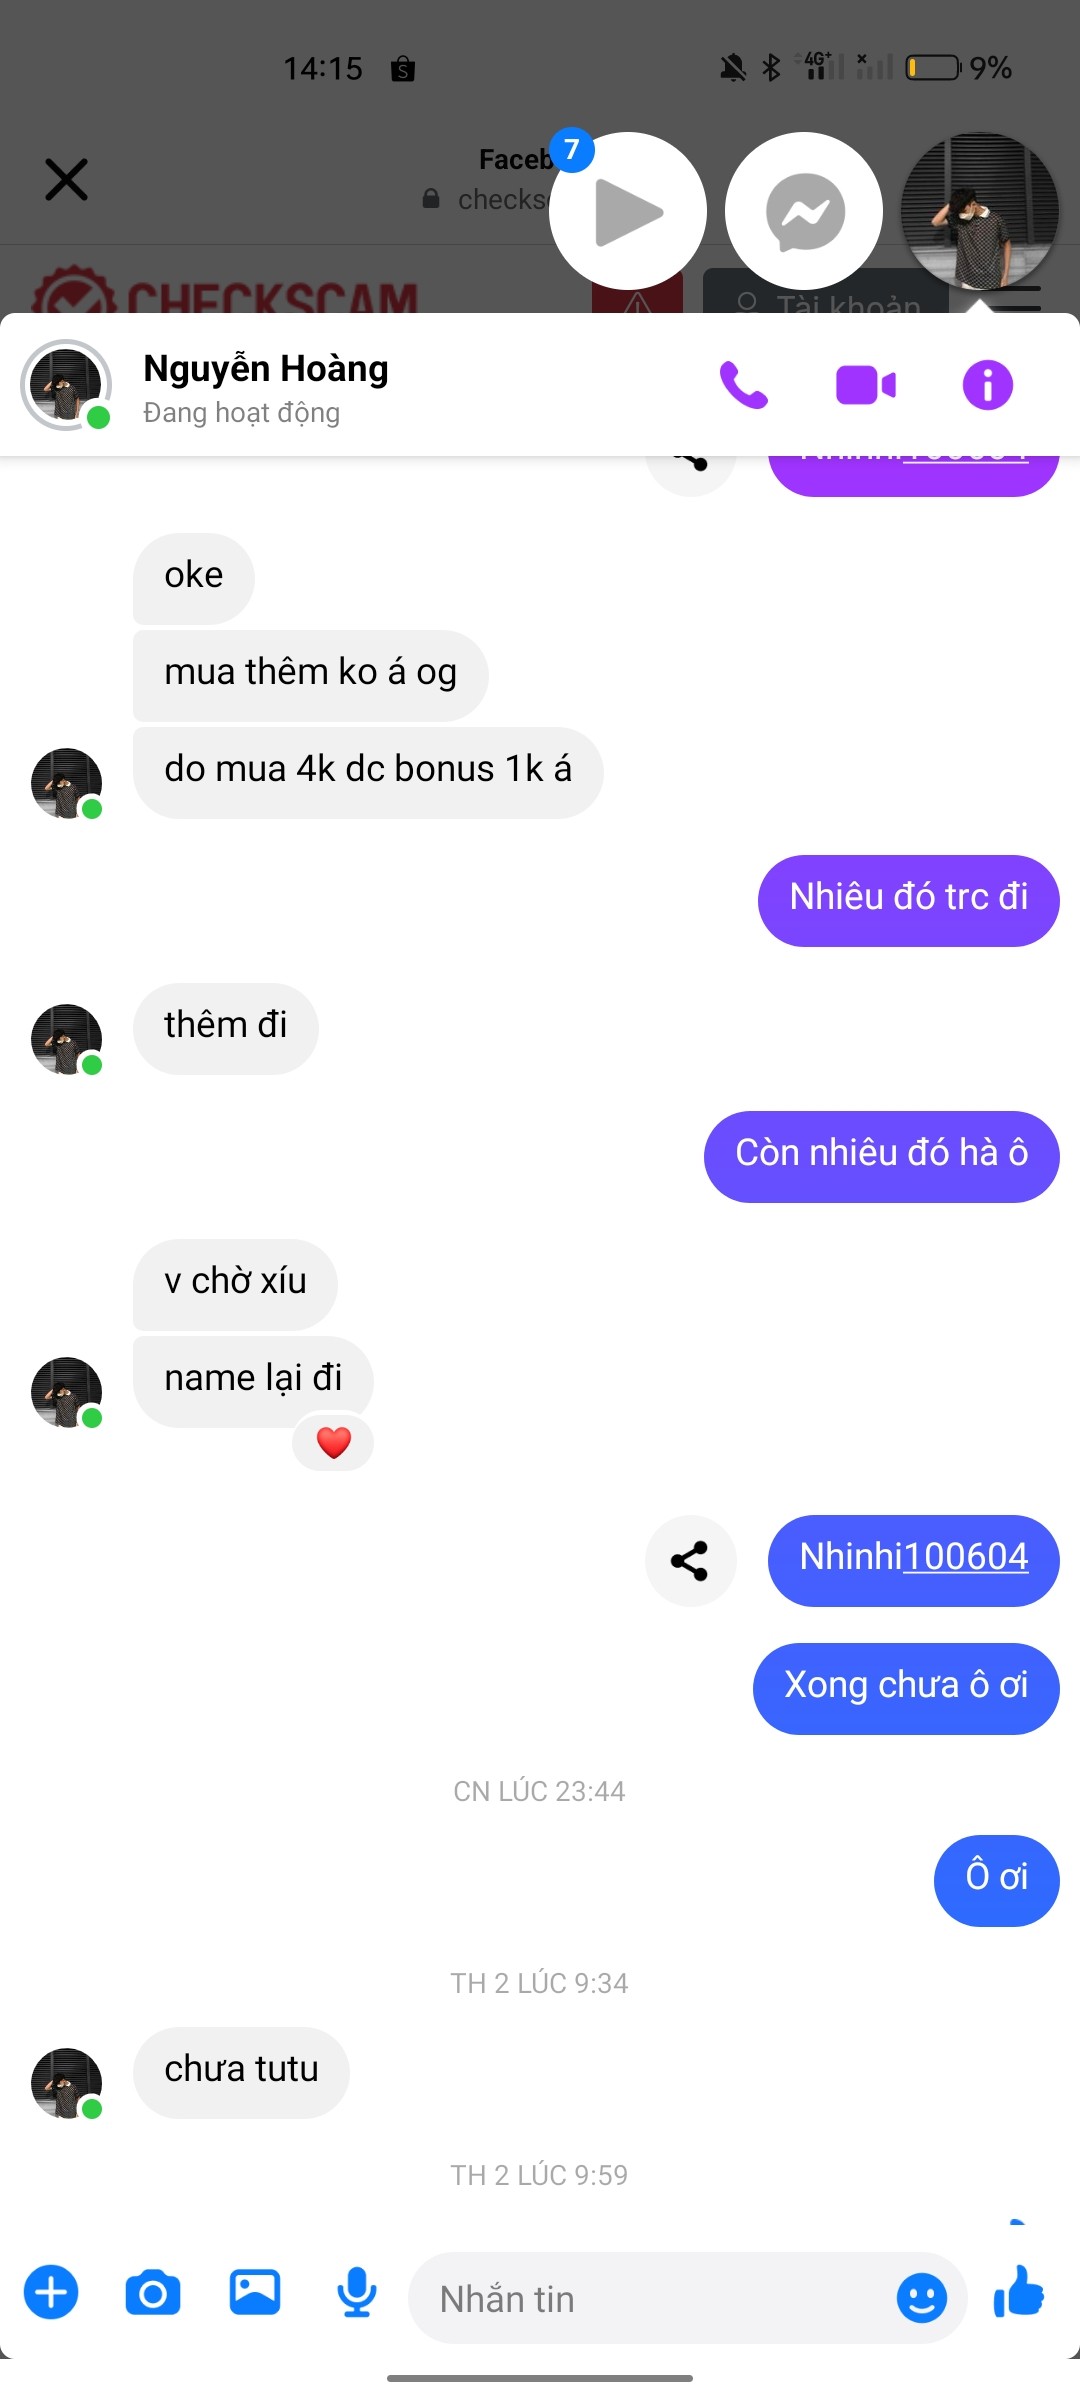 14:15
4G+
9%
7
CHECKSCAM
Tài khoản
Nguyễn Hoàng
Đang hoạt động
oke
mua thêm ko á og
do mua 4k dc bonus 1k á
Nhiêu đó trc đi
thêm đi
Còn nhiêu đó hà ô
v chờ xíu
name lại đi
Nhinhi100604
Xong chưa ô ơi
CN LÚC 23:44
Ô ơi
TH 2 LÚC 9:34
chưa tutu
TH 2 LÚC 9:59
Nhắn tin